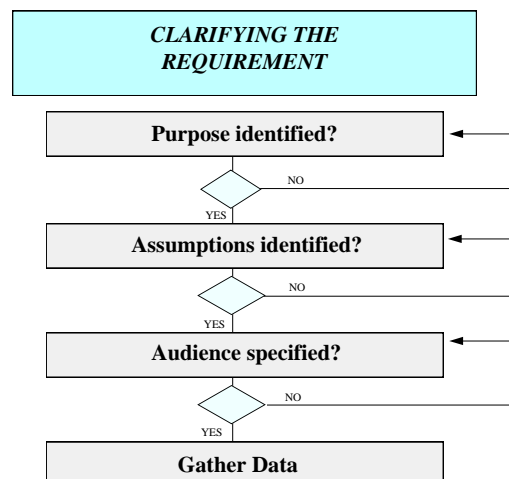 CLARIFYING THE
REQUIREMENT
Purpose identified?
NO
YES
Assumptions identified?
NO
YES
Audience specified?
NO
YES
Gather Data